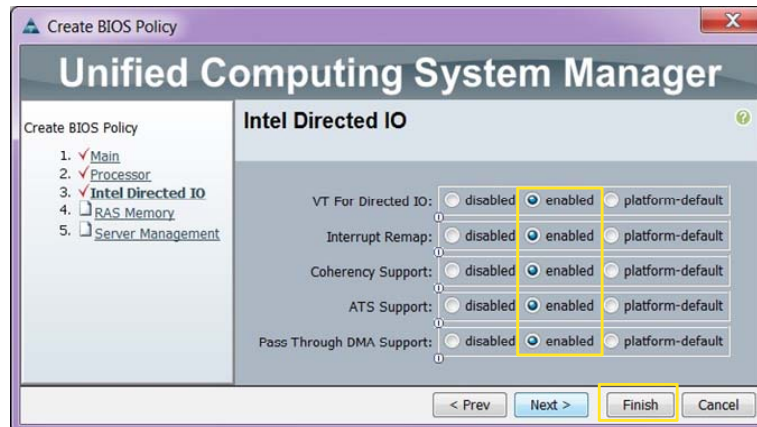 Create BIOS Policy
Unified Computing System Manager
Create BIOS Policy
1. Main
2. Processor
3. Intel Directed IO
4. RAS Memory
5. Server Management
Intel Directed IO
VT For Directed IO: disabled enabled platform-default
Interrupt Remap: disabled enabled platform-default
Coherency Support: disabled enabled platform-default
ATS Support: disabled enabled platform-default
Pass Through DMA Support: disabled enabled platform-default
< Prev Next > Finish Cancel